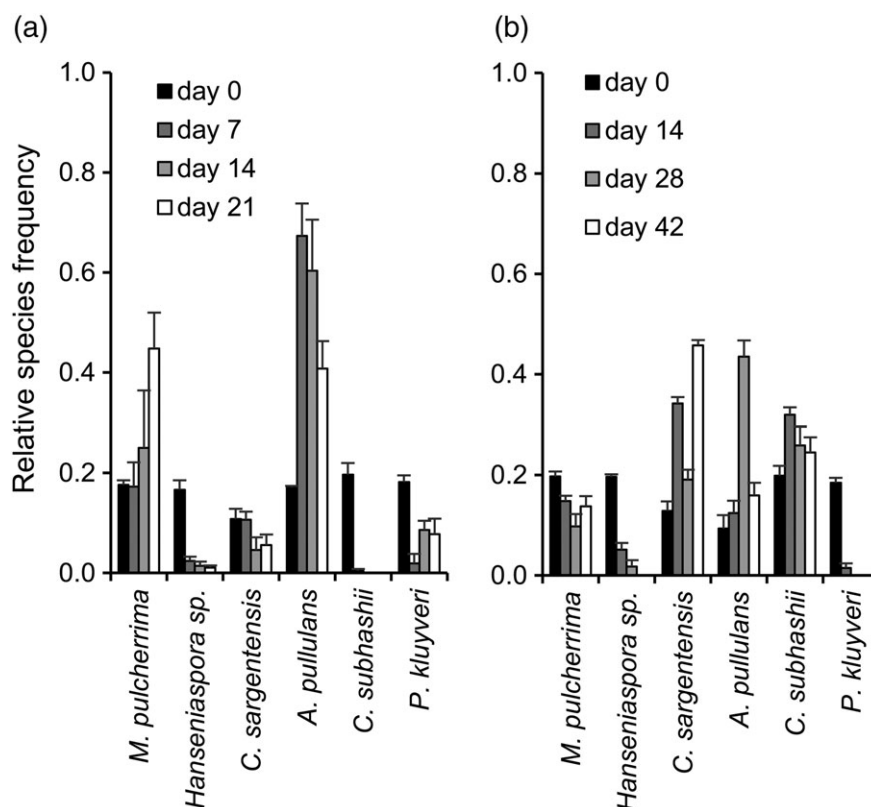 (a)
Relative species frequency
1.0
0.8
0.6
0.4
0.2
0.0
day 0
day 7
day 14
day 21
M. pulcherrima
Hanseniaspora sp.
C. sargentensis
A. pullulans
C. subhashii
P. kluyveri
(b)
1.0
0.8
0.6
0.4
0.2
0.0
day 0
day 14
day 28
day 42
M. pulcherrima
Hanseniaspora sp.
C. sargentensis
A. pullulans
C. subhashii
P. kluyveri